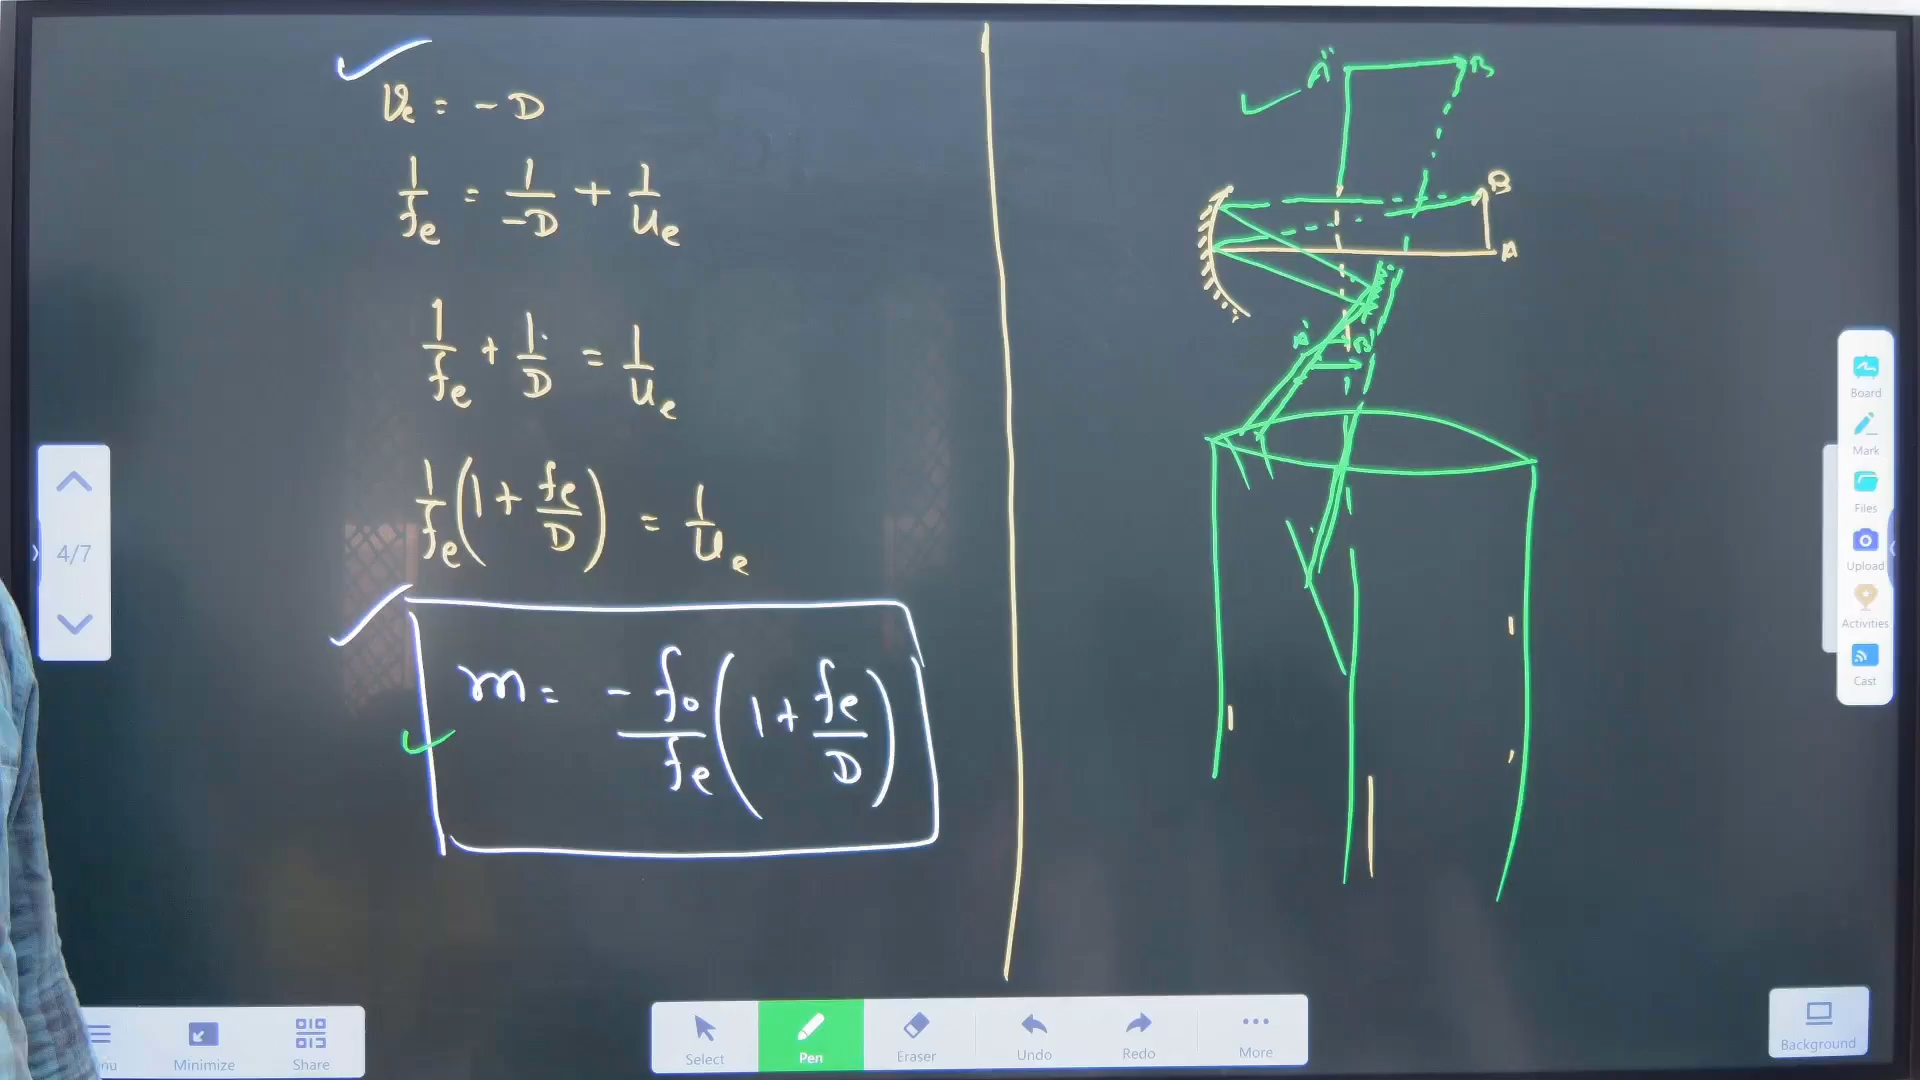 vₑ = - D
1/fₑ = 1/-D + 1/uₑ
1/fₑ + 1/D = 1/uₑ
1/fₑ (1 + fₑ/D) = 1/uₑ
m = - f₀/fₑ (1 + fₑ/D)
A"
B
A
A'
B'
4/7
Board
Mark
Files
Upload
Activities
Cast
Minimize
Share
Select
Pen
Eraser
Undo
Redo
More
Background